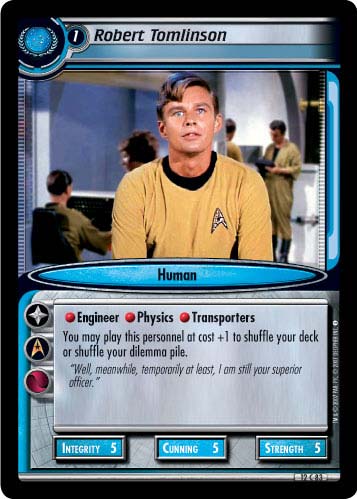 1 Robert Tomlinson
Human
Engineer Physics Transporters
You may play this personnel at cost +1 to shuffle your deck
or shuffle your dilemma pile.
"Well, meanwhile, temporarily at least, I am still your superior
officer."
INTEGRITY 5 CUNNING 5 STRENGTH 5
12 C 83